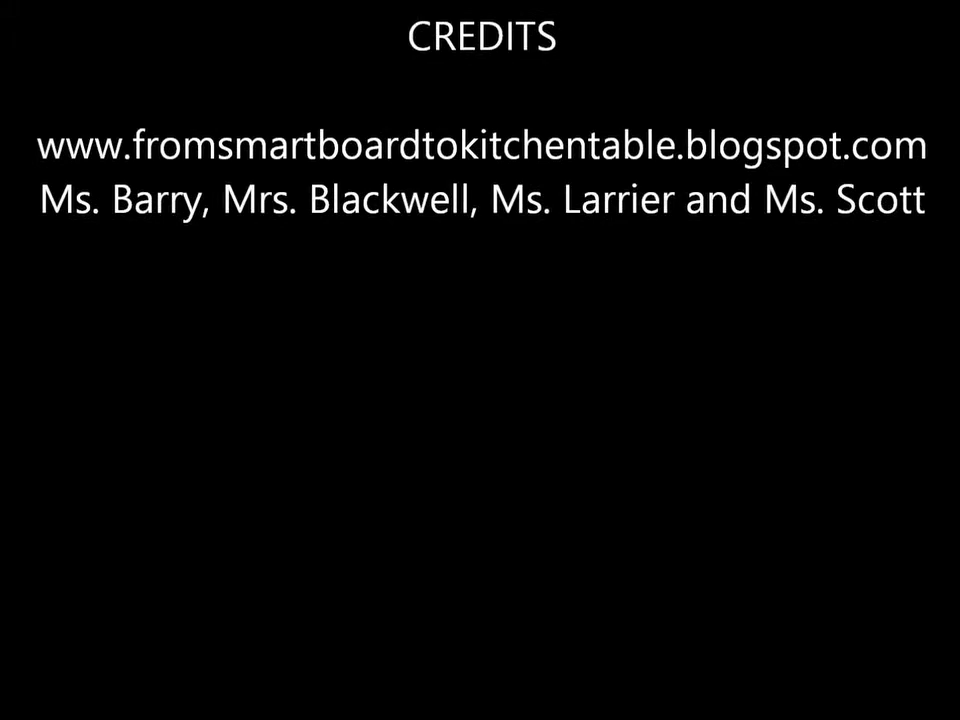 CREDITS
www.fromsmartboardtokitchentable.blogspot.com
Ms. Barry, Mrs. Blackwell, Ms. Larrier and Ms. Scott